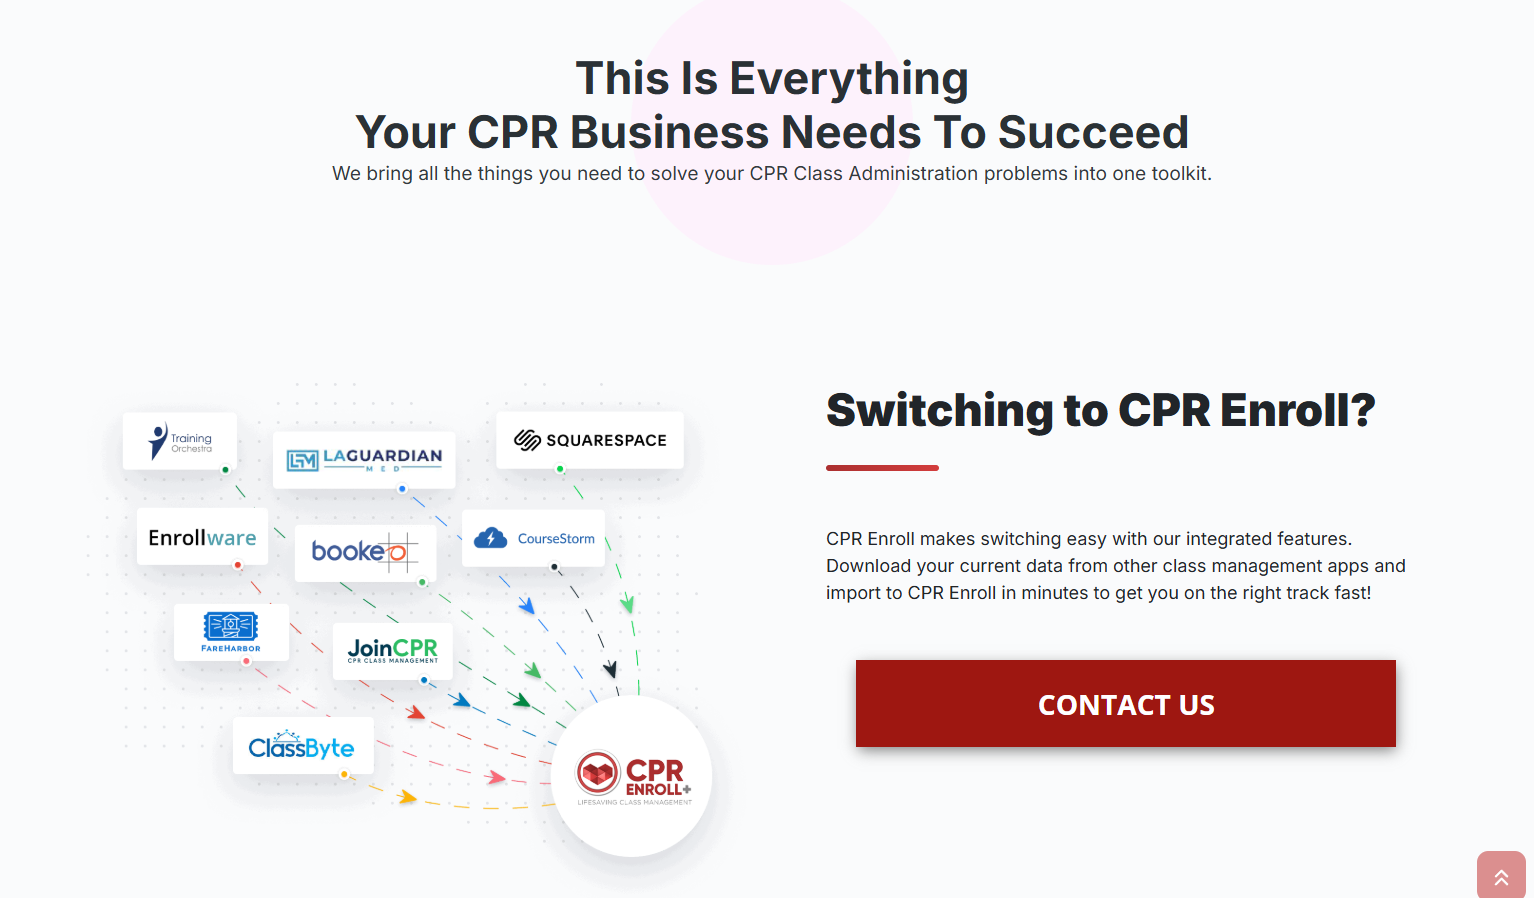 This Is Everything
Your CPR Business Needs To Succeed
We bring all the things you need to solve your CPR Class Administration problems into one toolkit.
Training
Orchestra
LAGUARDIAN
MED
SQUARESPACE
Enrollware
bookeo
CourseStorm
FAREHARBOR
JoinCPR
CPR CLASS MANAGEMENT
ClassByte
CPR
ENROLL+
LIFESAVING CLASS MANAGEMENT
Switching to CPR Enroll?
CPR Enroll makes switching easy with our integrated features.
Download your current data from other class management apps and
import to CPR Enroll in minutes to get you on the right track fast!
CONTACT US